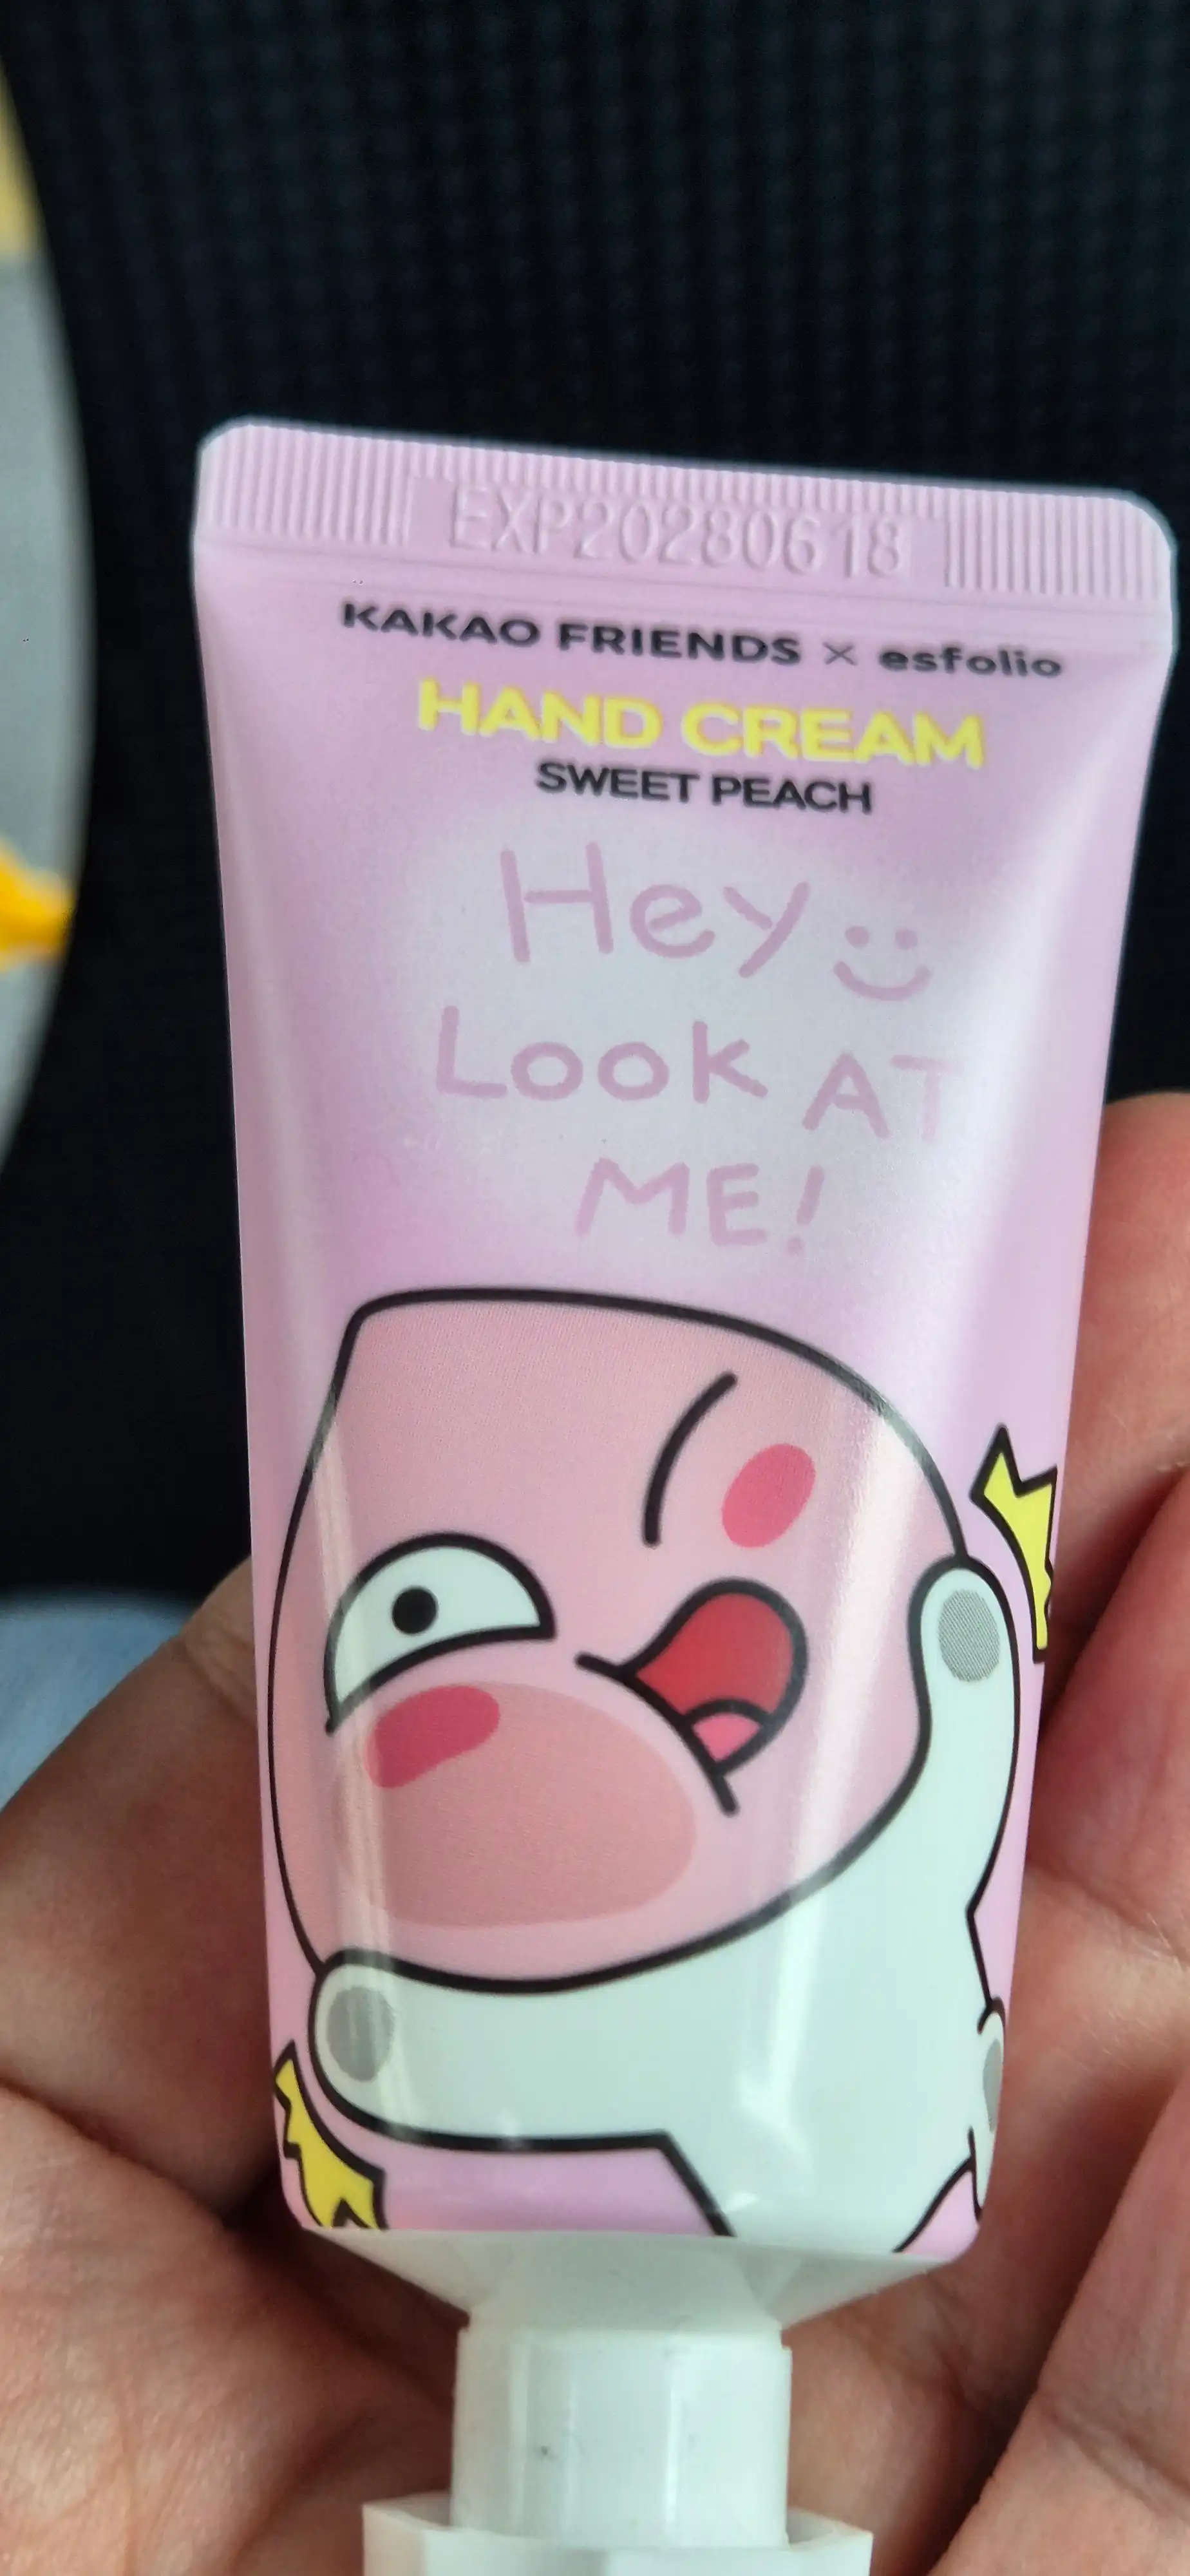 EXP20280618
KAKAO FRIENDS × esfolio
HAND CREAM
SWEET PEACH
Hey
Look AT
ME!